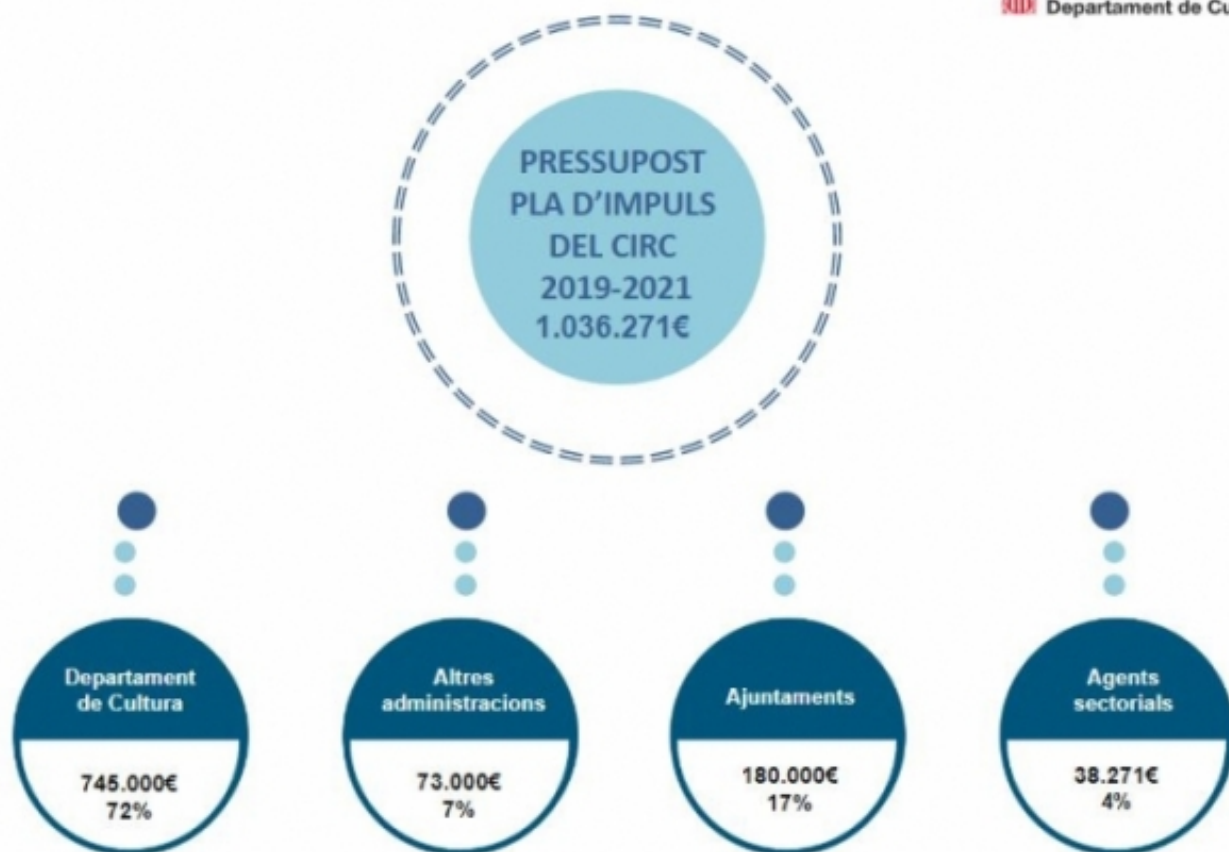 Departament de Cu
PRESSUPOST
PLA D'IMPULS
DEL CIRC
2019-2021
1.036.271€
Departament
de Cultura
745.000€
72%
Altres
administracions
73.000€
7%
Ajuntaments
180.000€
17%
Agents
sectorials
38.271€
4%